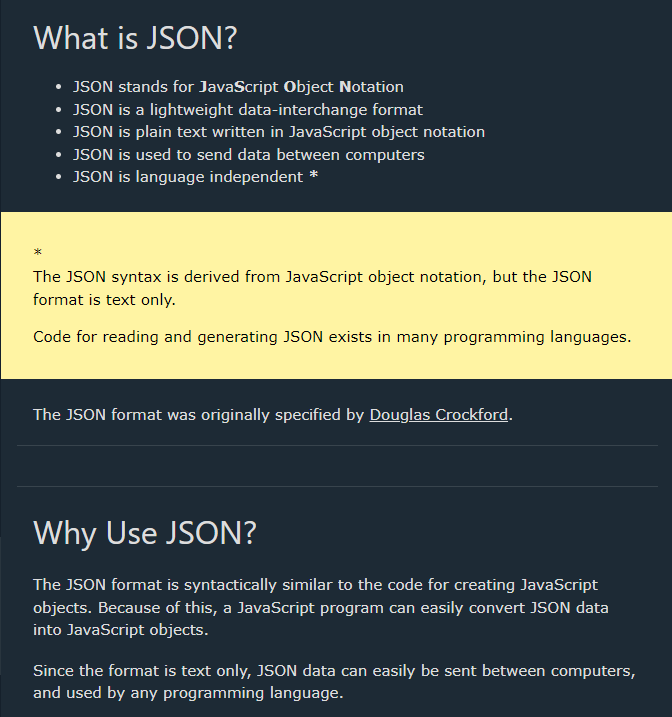 What is JSON?
• JSON stands for JavaScript Object Notation
• JSON is a lightweight data-interchange format
• JSON is plain text written in JavaScript object notation
• JSON is used to send data between computers
• JSON is language independent *
*
The JSON syntax is derived from JavaScript object notation, but the JSON
format is text only.
Code for reading and generating JSON exists in many programming languages.
The JSON format was originally specified by Douglas Crockford.
Why Use JSON?
The JSON format is syntactically similar to the code for creating JavaScript
objects. Because of this, a JavaScript program can easily convert JSON data
into JavaScript objects.
Since the format is text only, JSON data can easily be sent between computers,
and used by any programming language.